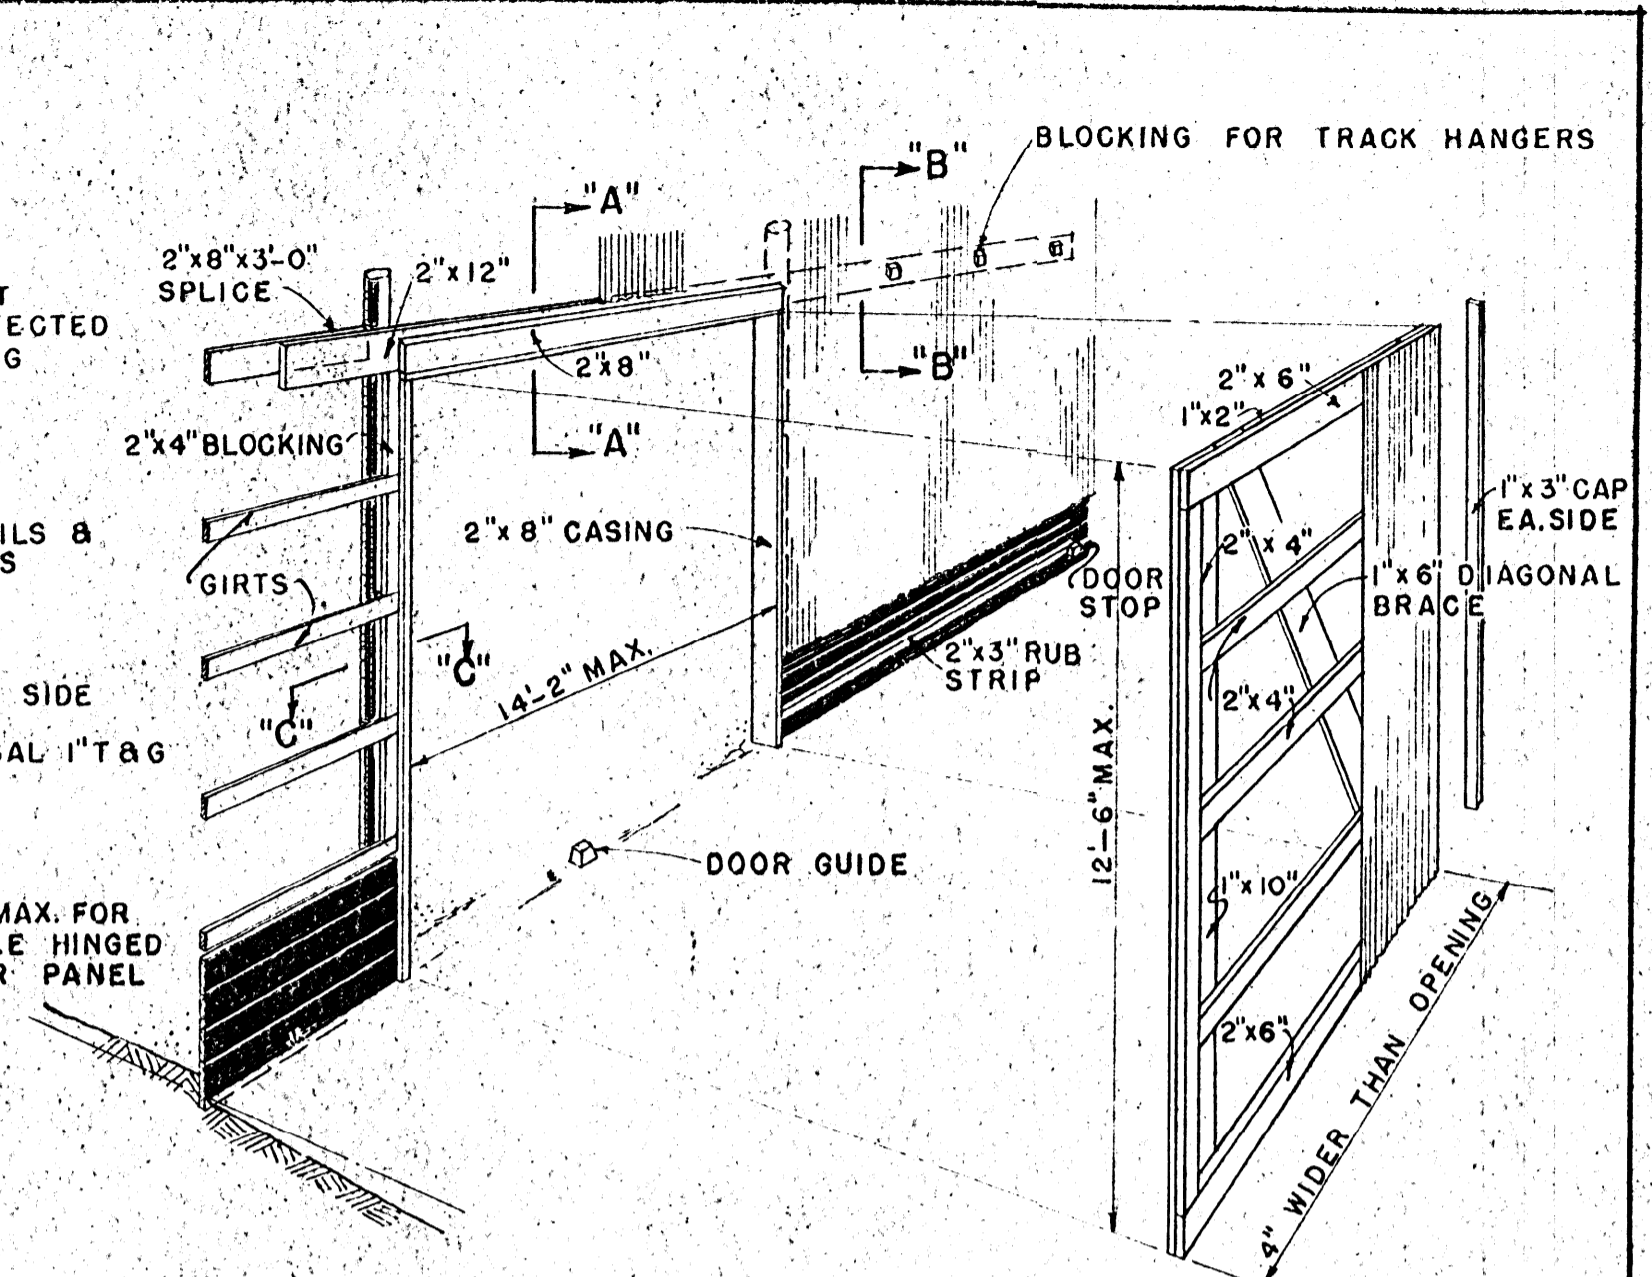 BLOCKING FOR TRACK HANGERS
"B"
"A"
2"x8"x3'-0"
SPLICE
2"x12"
ECTED
G
2"x8"
"B"
2"x6"
1"x2"
2"x4" BLOCKING
"A"
1"x3" CAP
EA. SIDE
ILS &
S
2"x8" CASING
2"x4"
GIRTS
DOOR
STOP
1"x6" DIAGONAL
BRACE
"C"
14'-2" MAX.
2"x3" RUB
STRIP
SIDE
"C"
2"x4"
AL 1" T&G
12'-6" MAX.
DOOR GUIDE
1"x10"
MAX. FOR
LE HINGED
R PANEL
2"x6"
4" WIDER THAN OPENING